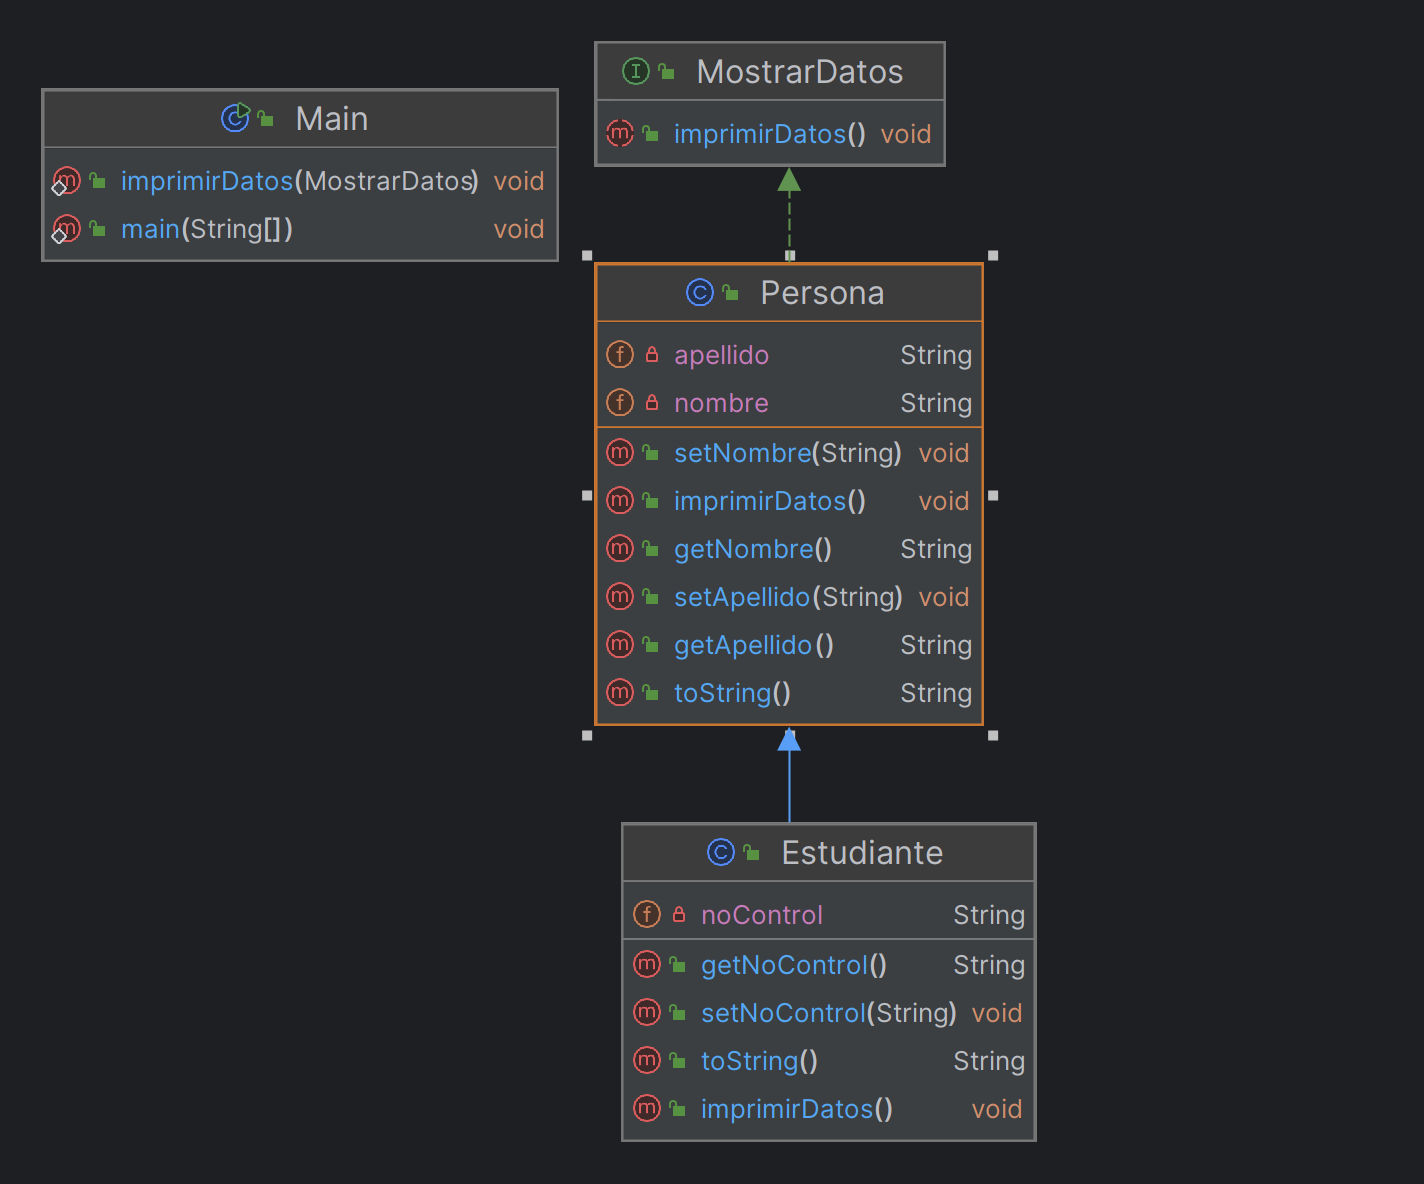 Main
imprimirDatos(MostrarDatos) void
main(String[]) void
MostrarDatos
imprimirDatos() void
Persona
apellido String
nombre String
setNombre(String) void
imprimirDatos() void
getNombre() String
setApellido(String) void
getApellido() String
toString() String
Estudiante
noControl String
getNoControl() String
setNoControl(String) void
toString() String
imprimirDatos() void